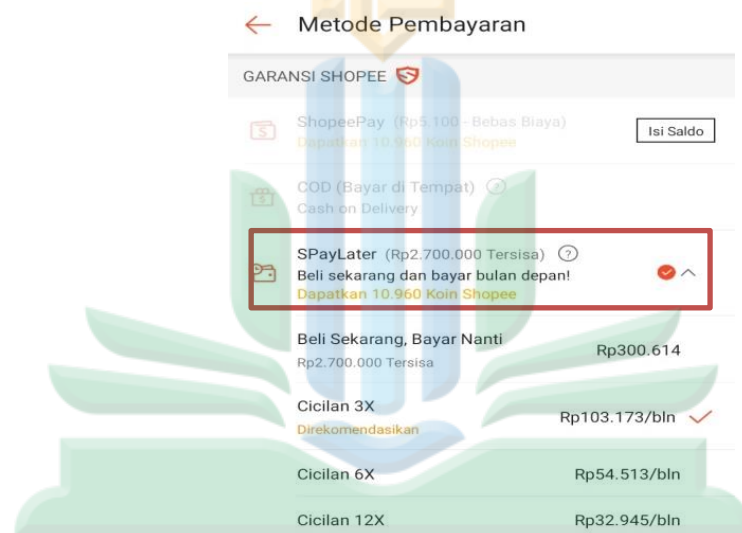 Metode Pembayaran
GARANSI SHOPEE
ShopeePay (Rp5.100 - Bebas Biaya)
Isi Saldo
Dapatkan 10.960 Koin Shopee
COD (Bayar di Tempat) ?
Cash on Delivery
SPayLater (Rp2.700.000 Tersisa) ?
Beli sekarang dan bayar bulan depan!
Dapatkan 10.960 Koin Shopee
Beli Sekarang, Bayar Nanti
Rp300.614
Rp2.700.000 Tersisa
Cicilan 3X
Rp103.173/bln
Direkomendasikan
Cicilan 6X Rp54.513/bln
Cicilan 12X Rp32.945/bln